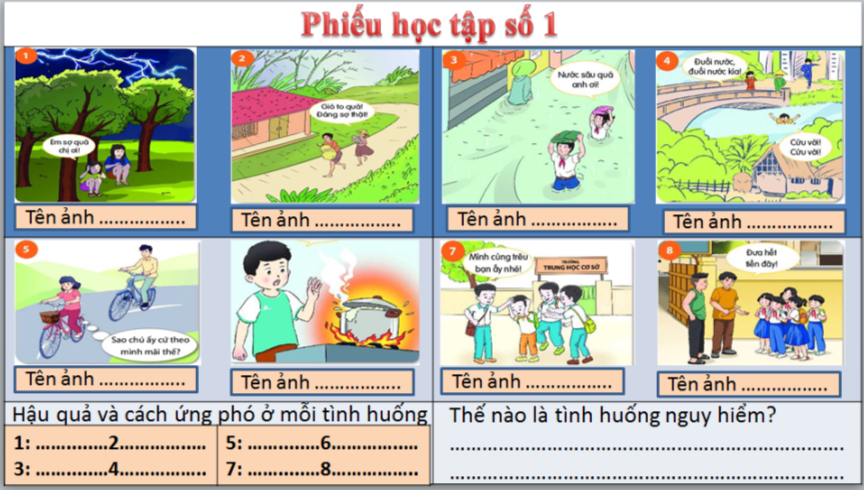 Phiếu học tập số 1
1
Em sợ quá
chị ơi!
Tên ảnh ……………..
2
Gió to quá!
Đáng sợ thật!
Tên ảnh ……………..
3
Nước sâu quá
anh ơi!
Tên ảnh ……………..
4
Đuối nước,
đuối nước kìa!
Cứu với!
Cứu với!
Tên ảnh ……………..
5
Sao chú ấy cứ theo
mình mãi thế?
Tên ảnh ……………..
Tên ảnh ……………..
7
Mình cùng trêu
bạn ấy nhé!
TRƯỜNG
TRUNG HỌC CƠ SỞ
Tên ảnh ……………..
8
Đưa hết
tiền đây!
Tên ảnh ……………..
Hậu quả và cách ứng phó ở mỗi tình huống
1: …………..2……………..
3: …………..4……………..
5: …………..6……………..
7: …………..8……………..
Thế nào là tình huống nguy hiểm?
……………………………………………………………
……………………………………………………………